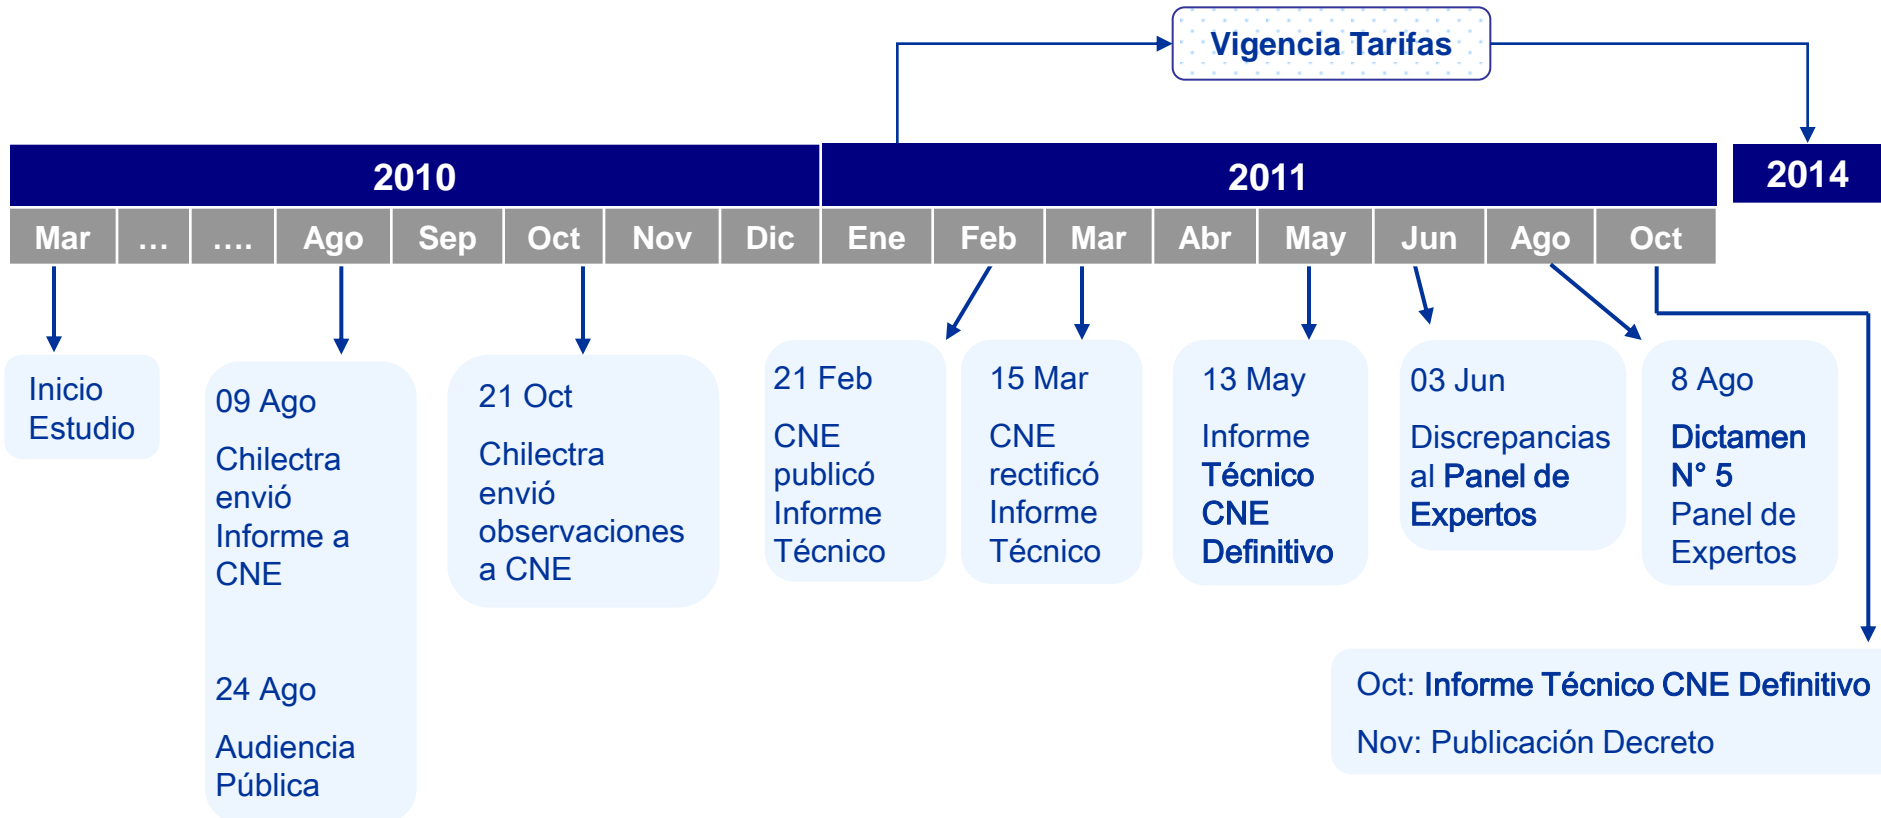 Vigencia Tarifas
2010
2011
2014
Mar
...
....
Ago
Sep
Oct
Nov
Dic
Ene
Feb
Mar
Abr
May
Jun
Ago
Oct
Inicio
Estudio
09 Ago
Chilectra
envió
Informe a
CNE
24 Ago
Audiencia
Pública
21 Oct
Chilectra
envió
observaciones
a CNE
21 Feb
CNE
publicó
Informe
Técnico
15 Mar
CNE
rectificó
Informe
Técnico
13 May
Informe
Técnico
CNE
Definitivo
03 Jun
Discrepancias
al Panel de
Expertos
8 Ago
Dictamen
N° 5
Panel de
Expertos
Oct: Informe Técnico CNE Definitivo
Nov: Publicación Decreto